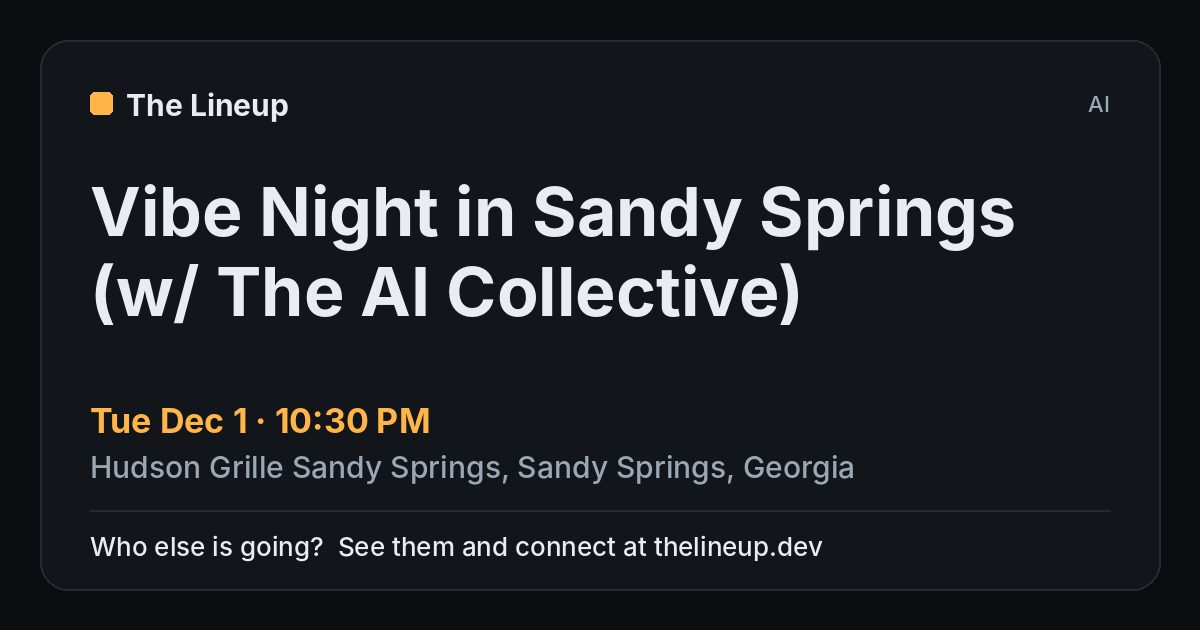 The Lineup
AI
Vibe Night in Sandy Springs
(w/ The AI Collective)
Tue Dec 1 · 10:30 PM
Hudson Grille Sandy Springs, Sandy Springs, Georgia
Who else is going? See them and connect at thelineup.dev